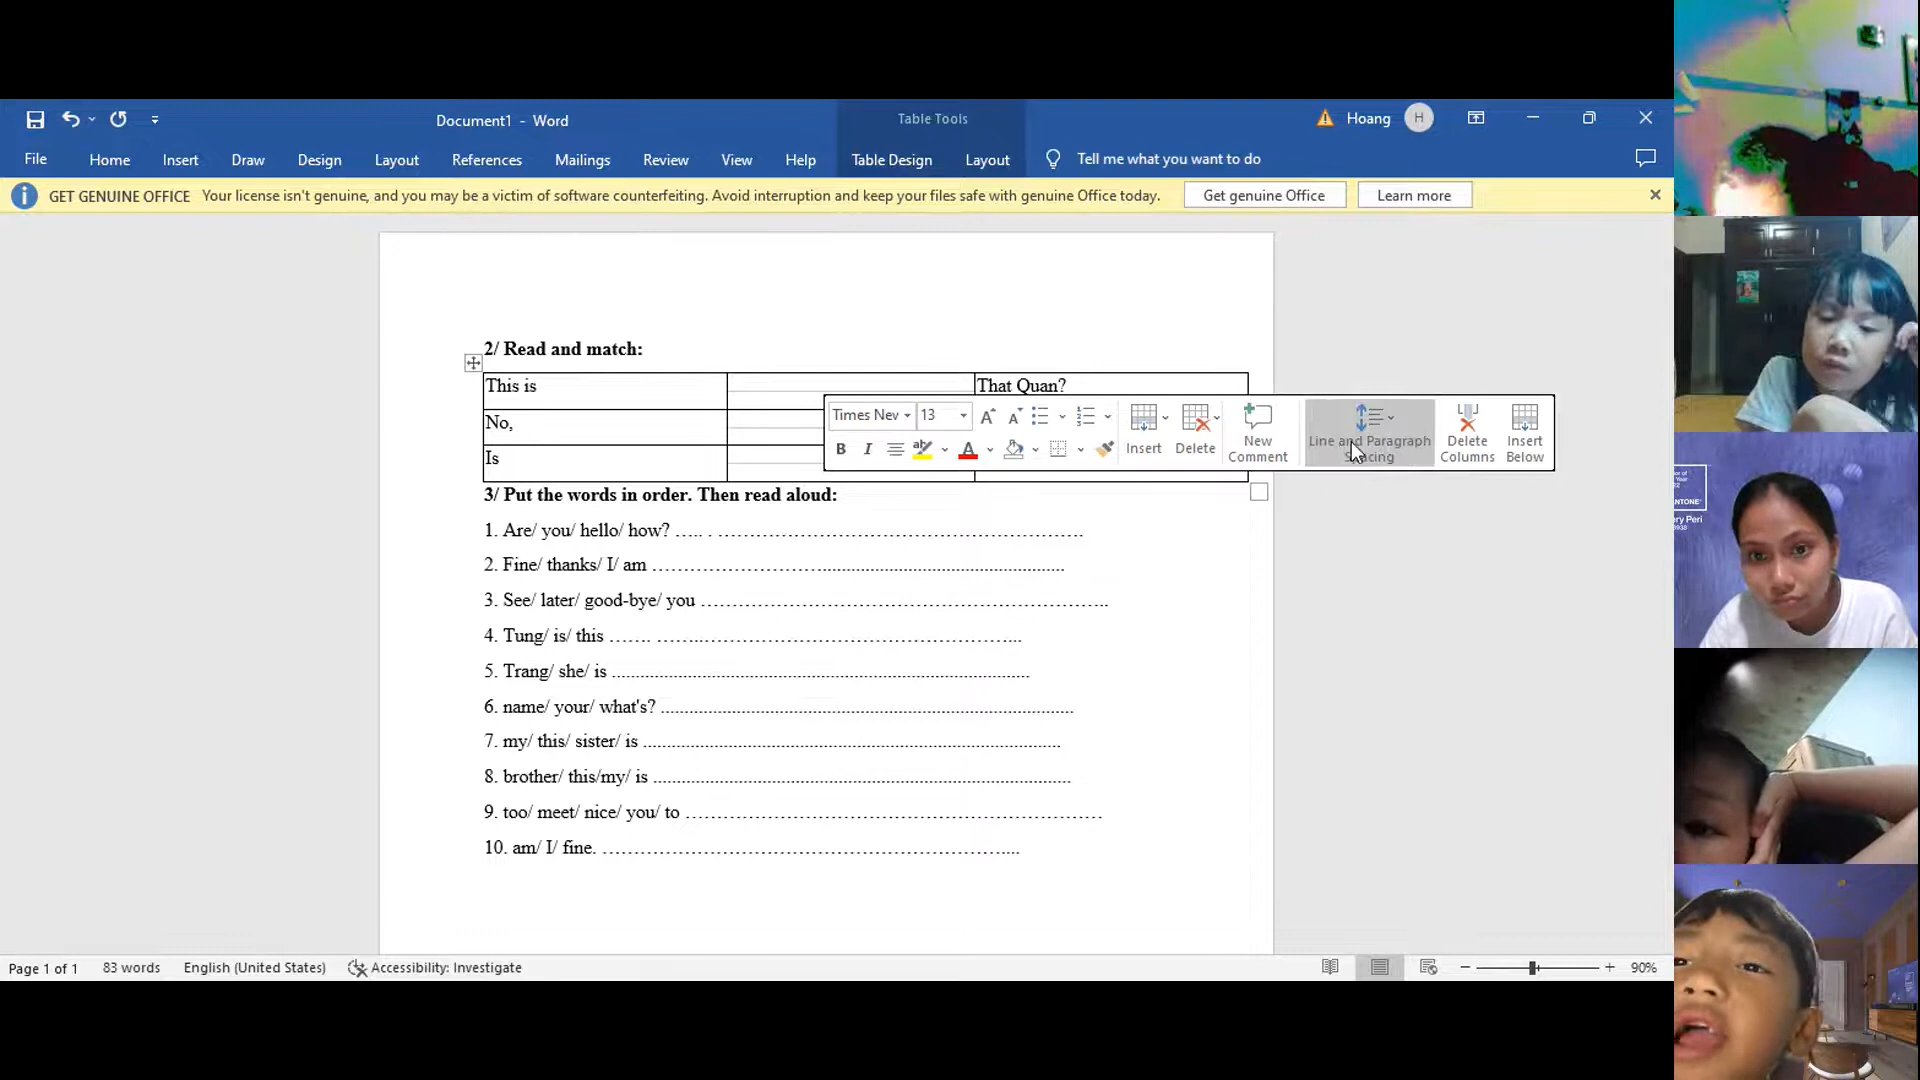 Document1 - Word
Table Tools
Hoang
H
File
Home
Insert
Draw
Design
Layout
References
Mailings
Review
View
Help
Table Design
Layout
Tell me what you want to do
GET GENUINE OFFICE Your license isn't genuine, and you may be a victim of software counterfeiting. Avoid interruption and keep your files safe with genuine Office today.
Get genuine Office
Learn more
2/ Read and match:
This is
That Quan?
No,
Is
Times Nev
13
B
I
A
Insert
Delete
New
Comment
Line and Paragraph
Delete
Columns
Insert
Below
3/ Put the words in order. Then read aloud:
1. Are/ you/ hello/ how? ….. . ……………………………………………………….
2. Fine/ thanks/ I/ am ………………………....................................................
3. See/ later/ good-bye/ you …………………………………………………………..
4. Tung/ is/ this ……. ……..……………………………………………...
5. Trang/ she/ is ........................................................................................
6. name/ your/ what's? .......................................................................................
7. my/ this/ sister/ is ........................................................................................
8. brother/ this/my/ is ........................................................................................
9. too/ meet/ nice/ you/ to ……………………………………………………………
10. am/ I/ fine. …………………………………………………………....
Page 1 of 1
83 words
English (United States)
Accessibility: Investigate
90%